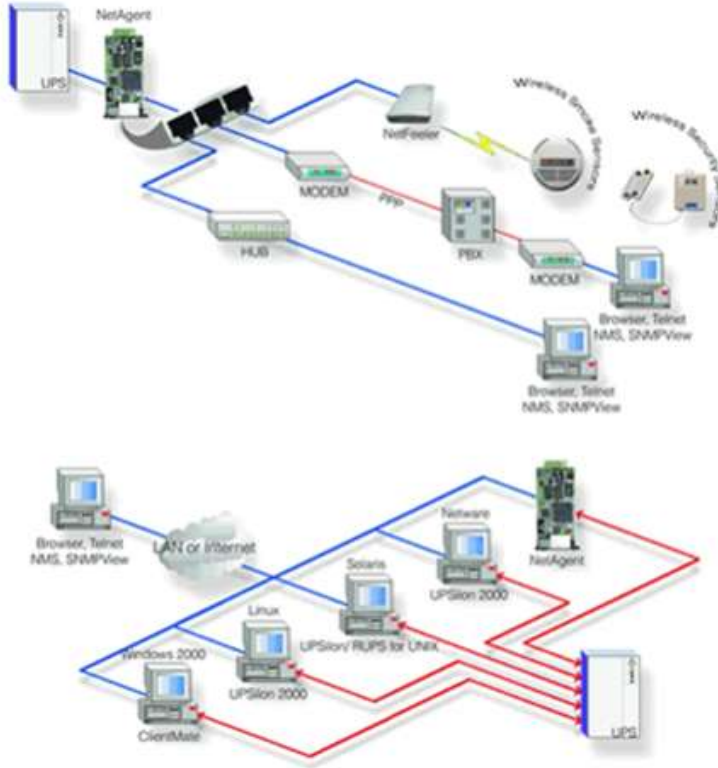 NetAgent
UPS
NetFeeler
Wireless Smoke Sensors
Wireless Security
MODEM
PPP
HUB
PBX
MODEM
Browser, Telnet
NMS, SNMPView
Browser, Telnet
NMS, SNMPView
Browser, Telnet
NMS, SNMPView
LAN or Internet
Netware
UPSilon 2000
NetAgent
Solaris
UPSilon/ RUPS for UNIX
Linux
UPSilon 2000
Windows 2000
ClientMate
UPS